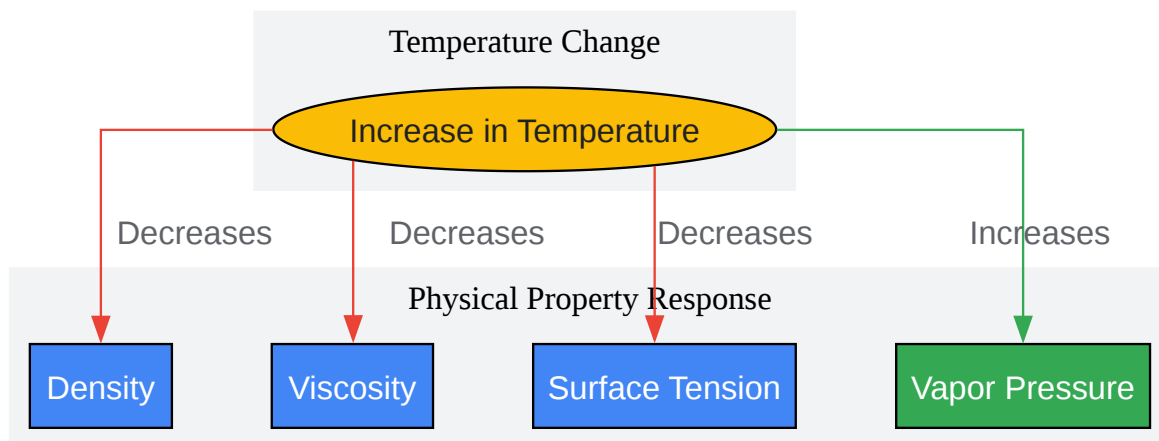 Temperature Change
Increase in Temperature
Decreases
Decreases
Decreases
Increases
Physical Property Response
Density
Viscosity
Surface Tension
Vapor Pressure